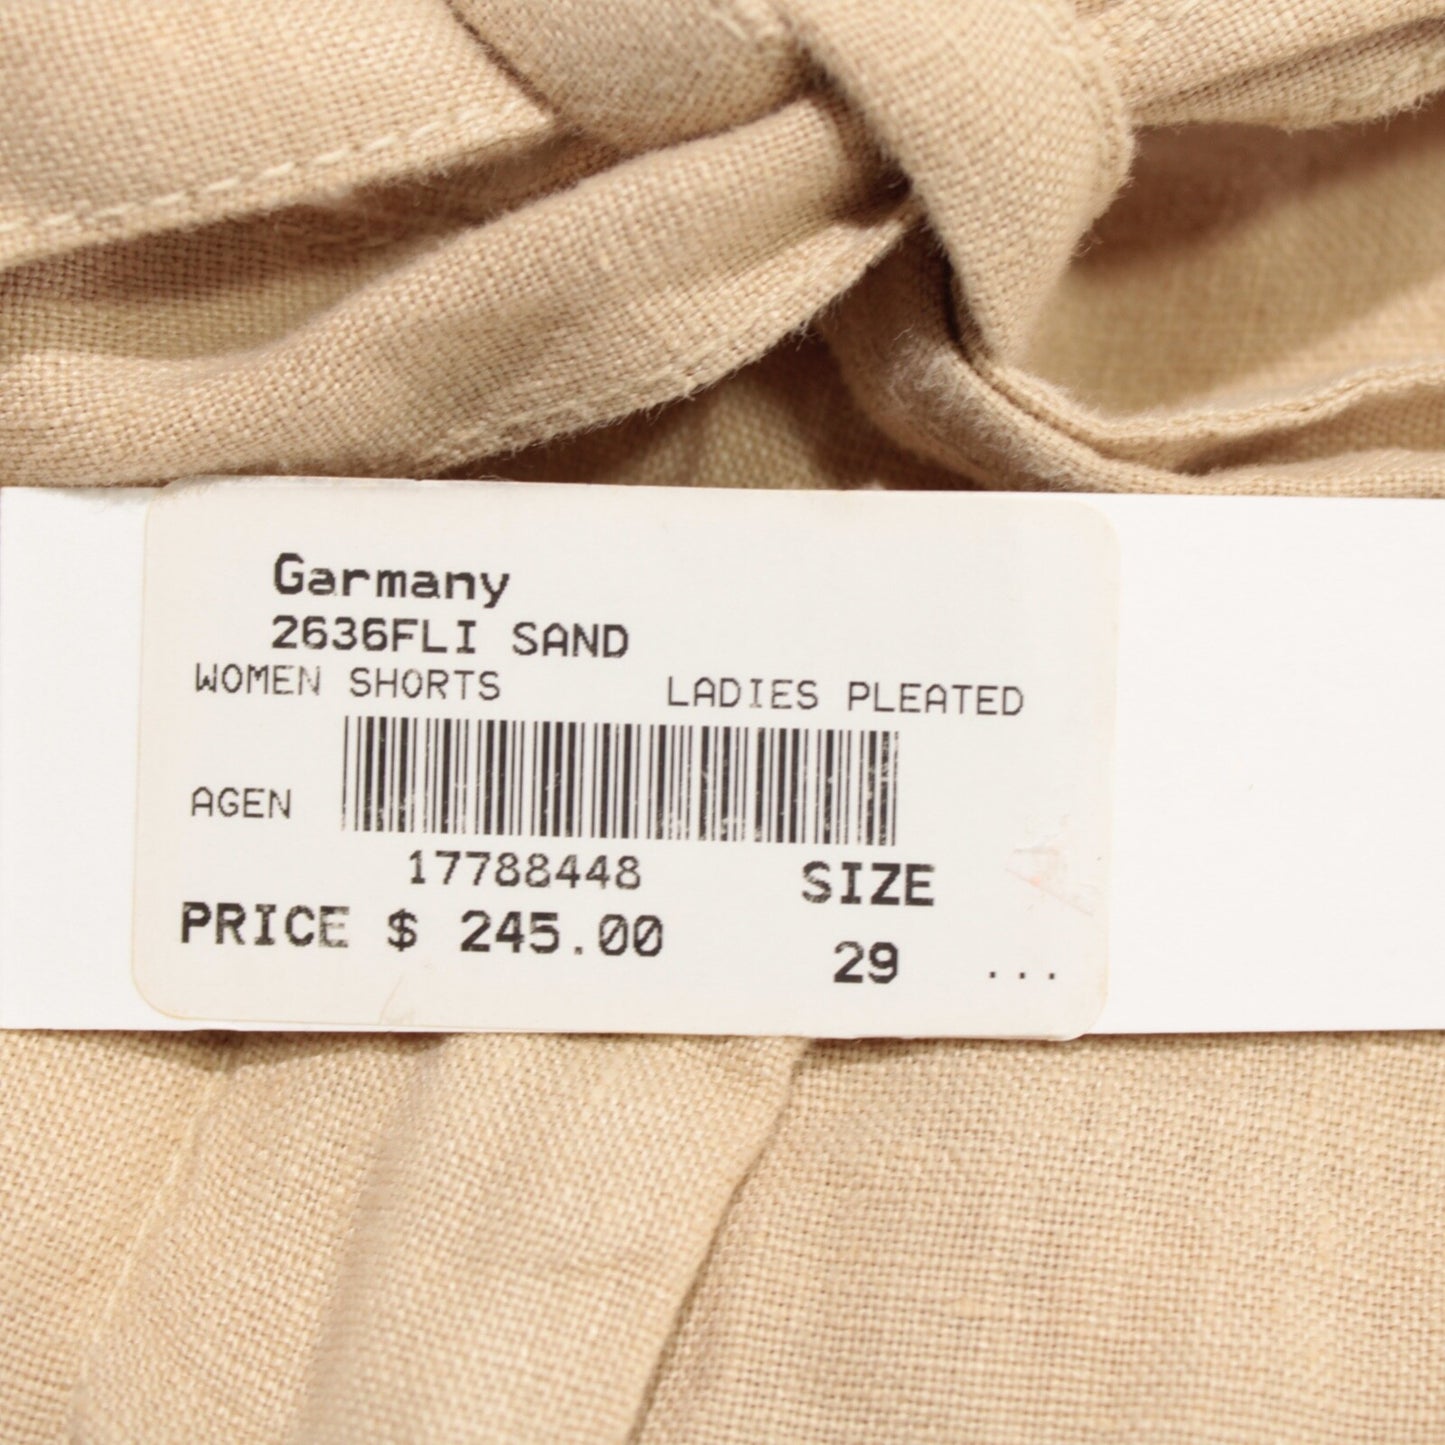 Garmany
2636FLI SAND
WOMEN SHORTS LADIES PLEATED
AGEN
17788448 SIZE
PRICE $ 245.00 29 ...